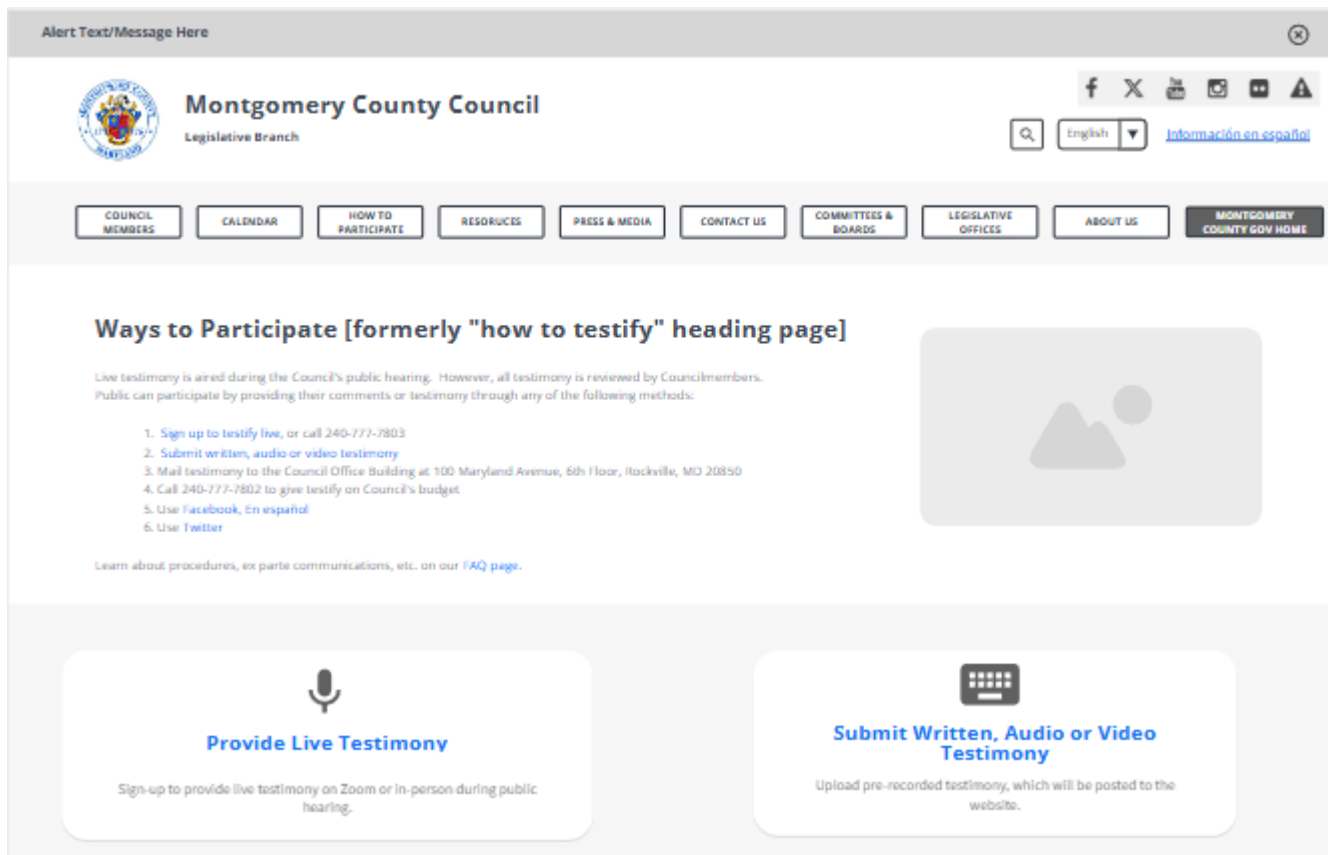 Alert Text/Message Here
Montgomery County Council
Legislative Branch
English
Información en español
COUNCIL
MEMBERS
CALENDAR
HOW TO
PARTICIPATE
RESORUCES
PRESS & MEDIA
CONTACT US
COMMITTEES &
BOARDS
LEGISLATIVE
OFFICES
ABOUT US
MONTGOMERY
COUNTY GOV HOME
Ways to Participate [formerly "how to testify" heading page]
Live testimony is aired during the Council's public hearing. However, all testimony is reviewed by Councilmembers.
Public can participate by providing their comments or testimony through any of the following methods:
1. Sign up to testify live, or call 240-777-7803
2. Submit written, audio or video testimony
3. Mail testimony to the Council Office Building at 100 Maryland Avenue, 6th Floor, Rockville, MD 20850
4. Call 240-777-7802 to give testify on Council's budget
5. Use Facebook, En español
6. Use Twitter
Learn about procedures, ex parte communications, etc. on our FAQ page.
Provide Live Testimony
Sign-up to provide live testimony on Zoom or in-person during public
hearing.
Submit Written, Audio or Video
Testimony
Upload pre-recorded testimony, which will be posted to the
website.